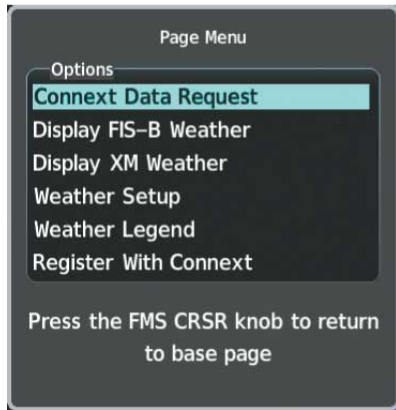 Page Menu
Options
Connext Data Request
Display FIS-B Weather
Display XM Weather
Weather Setup
Weather Legend
Register With Connext
Press the FMS CRSR knob to return
to base page